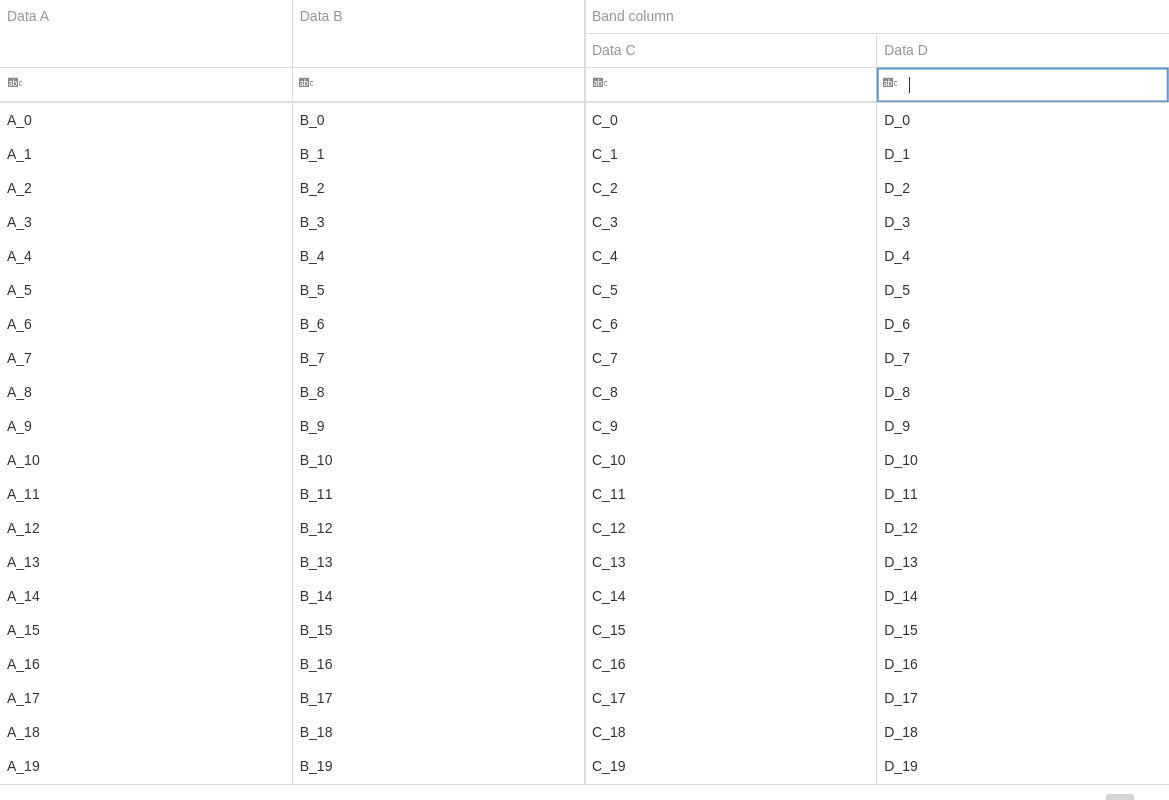 Data A Data B Band column
Data C Data D
abc abc abc abc
A_0 B_0 C_0 D_0
A_1 B_1 C_1 D_1
A_2 B_2 C_2 D_2
A_3 B_3 C_3 D_3
A_4 B_4 C_4 D_4
A_5 B_5 C_5 D_5
A_6 B_6 C_6 D_6
A_7 B_7 C_7 D_7
A_8 B_8 C_8 D_8
A_9 B_9 C_9 D_9
A_10 B_10 C_10 D_10
A_11 B_11 C_11 D_11
A_12 B_12 C_12 D_12
A_13 B_13 C_13 D_13
A_14 B_14 C_14 D_14
A_15 B_15 C_15 D_15
A_16 B_16 C_16 D_16
A_17 B_17 C_17 D_17
A_18 B_18 C_18 D_18
A_19 B_19 C_19 D_19